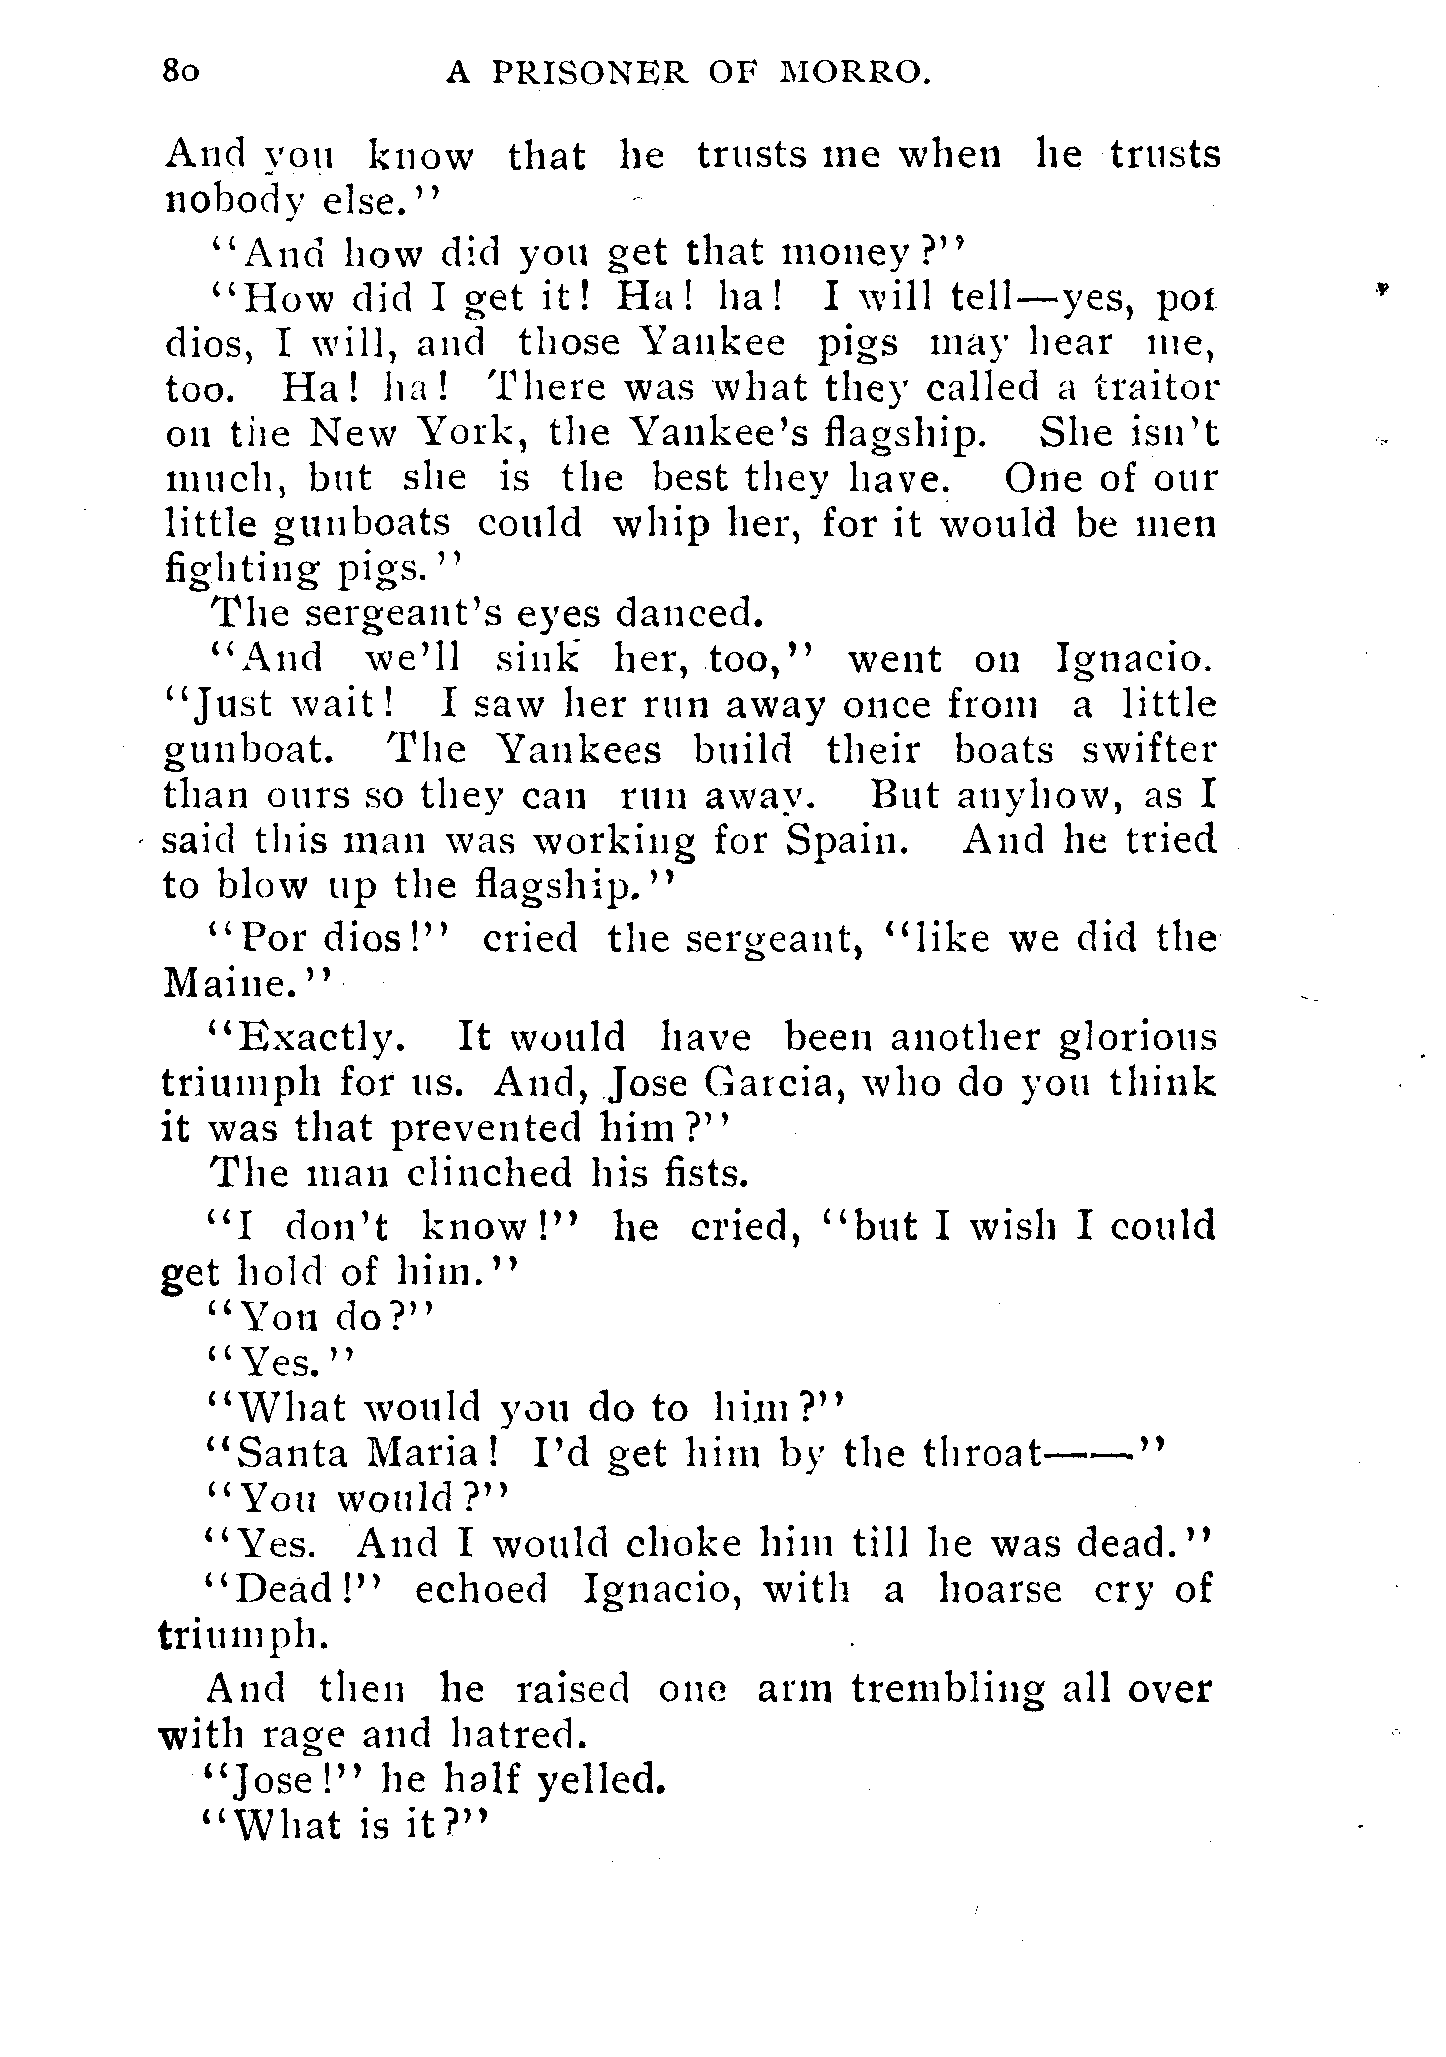 80 A PRISONER OF MORRO.
And you know that he trusts me when he trusts
nobody else."
"And how did you get that money?"
"How did I get it! Ha! ha! I will tell—yes, por
dios, I will, and those Yankee pigs may hear me,
too. Ha! ha! There was what they called a traitor
on the New York, the Yankee's flagship. She isn't
much, but she is the best they have. One of our
little gunboats could whip her, for it would be men
fighting pigs."
The sergeant's eyes danced.
"And we'll sink her, too," went on Ignacio.
"Just wait! I saw her run away once from a little
gunboat. The Yankees build their boats swifter
than ours so they can run away. But anyhow, as I
said this man was working for Spain. And he tried
to blow up the flagship."
"Por dios!" cried the sergeant, "like we did the
Maine."
"Exactly. It would have been another glorious
triumph for us. And, Jose Garcia, who do you think
it was that prevented him?"
The man clinched his fists.
"I don't know!" he cried, "but I wish I could
get hold of him."
"You do?"
"Yes."
"What would you do to him?"
"Santa Maria! I'd get him by the throat——"
"You would?"
"Yes. And I would choke him till he was dead."
"Dead!" echoed Ignacio, with a hoarse cry of
triumph.
And then he raised one arm trembling all over
with rage and hatred.
"Jose!" he half yelled.
"What is it?"